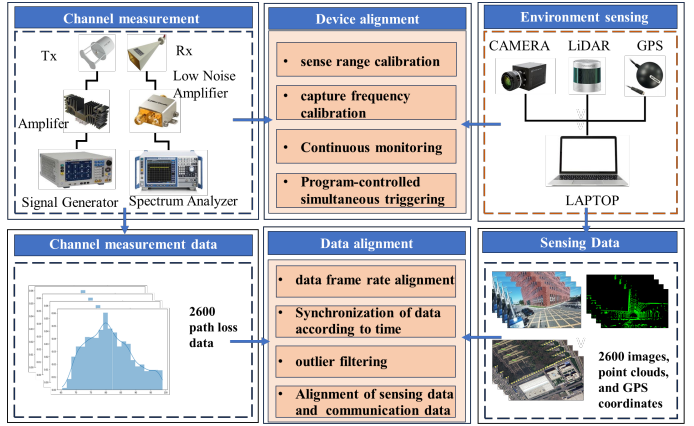 Channel measurement
Tx
Rx
Low Noise
Amplifier
Amplifer
Signal Generator
Spectrum Analyzer
Device alignment
• sense range calibration
• capture frequency
calibration
• Continuous monitoring
• Program-controlled
simultaneous triggering
Environment sensing
CAMERA
LiDAR
GPS
LAPTOP
Channel measurement data
2600
path loss
data
Data alignment
• data frame rate alignment
• Synchronization of data
according to time
• outlier filtering
• Alignment of sensing data
and communication data
Sensing Data
2600 images,
point clouds,
and GPS
coordinates